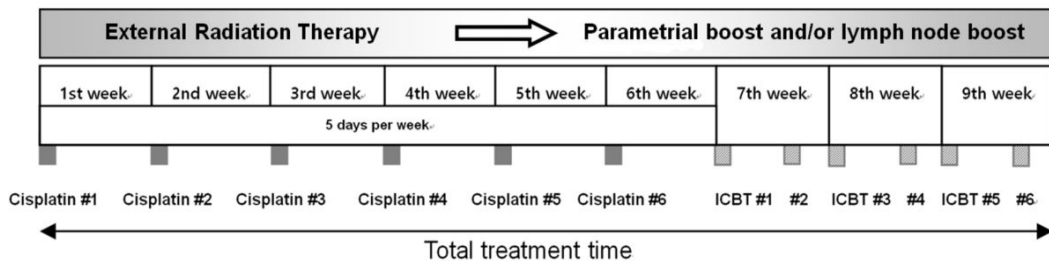 External Radiation Therapy Parametrial boost and/or lymph node boost
1st week 2nd week 3rd week 4th week 5th week 6th week 7th week 8th week 9th week
5 days per week
Cisplatin #1 Cisplatin #2 Cisplatin #3 Cisplatin #4 Cisplatin #5 Cisplatin #6 ICBT #1 #2 ICBT #3 #4 ICBT #5 #6
Total treatment time